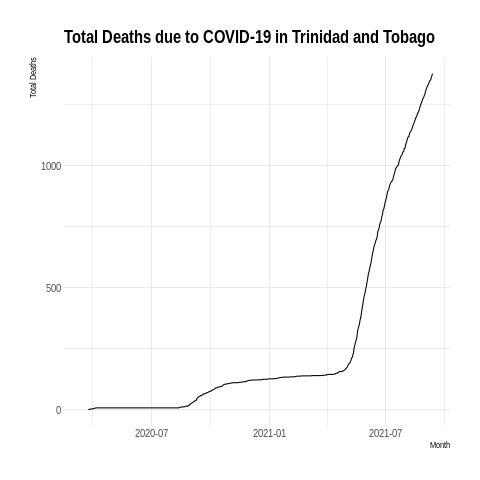 Total Deaths due to COVID-19 in Trinidad and Tobago
Total Deaths
1000
500
0
2020-07
2021-01
2021-07
Month